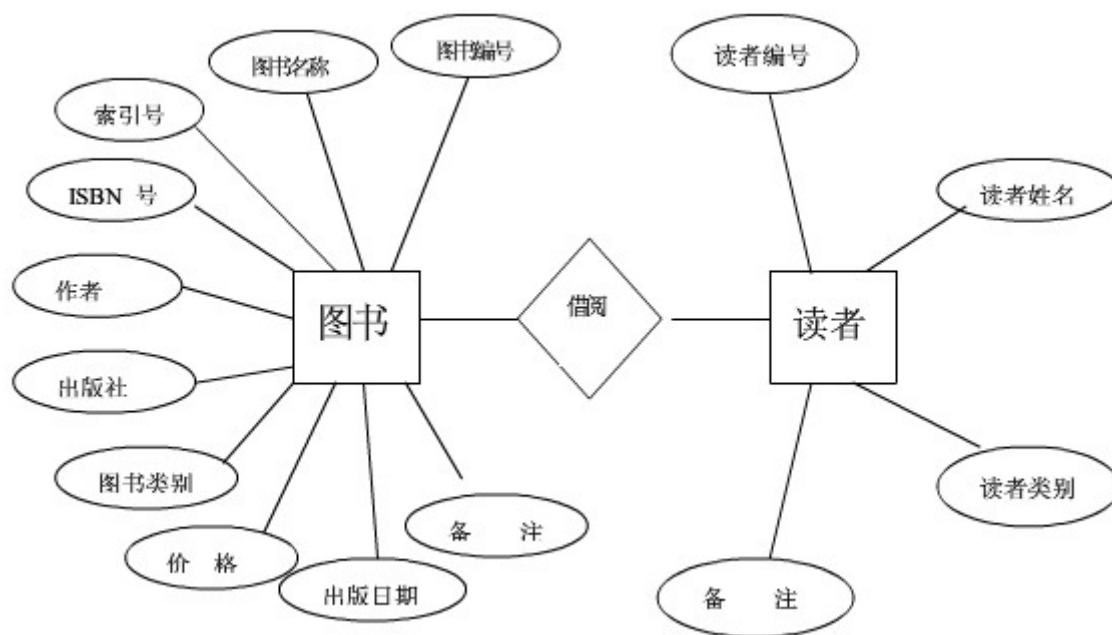 图书名称
图书编号
读者编号
索引号
ISBN 号
读者姓名
作者
图书
借阅
读者
出版社
图书类别
读者类别
备 注
价 格
出版日期
备 注